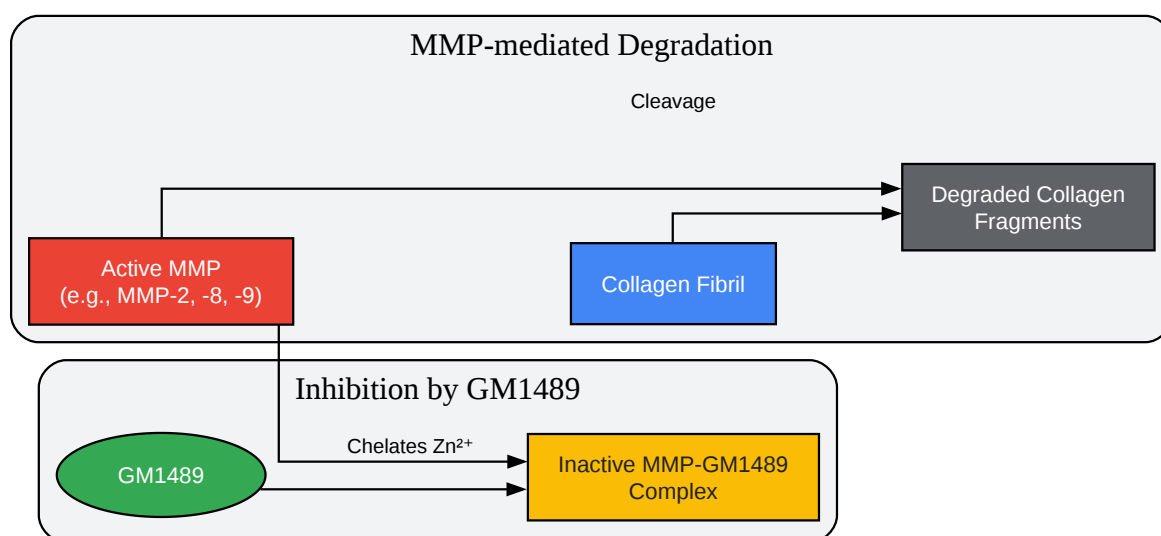 MMP-mediated Degradation
Cleavage
Degraded Collagen
Fragments
Active MMP
(e.g., MMP-2, -8, -9)
Collagen Fibril
Inhibition by GM1489
Chelates Zn²⁺
GM1489
Inactive MMP-GM1489
Complex